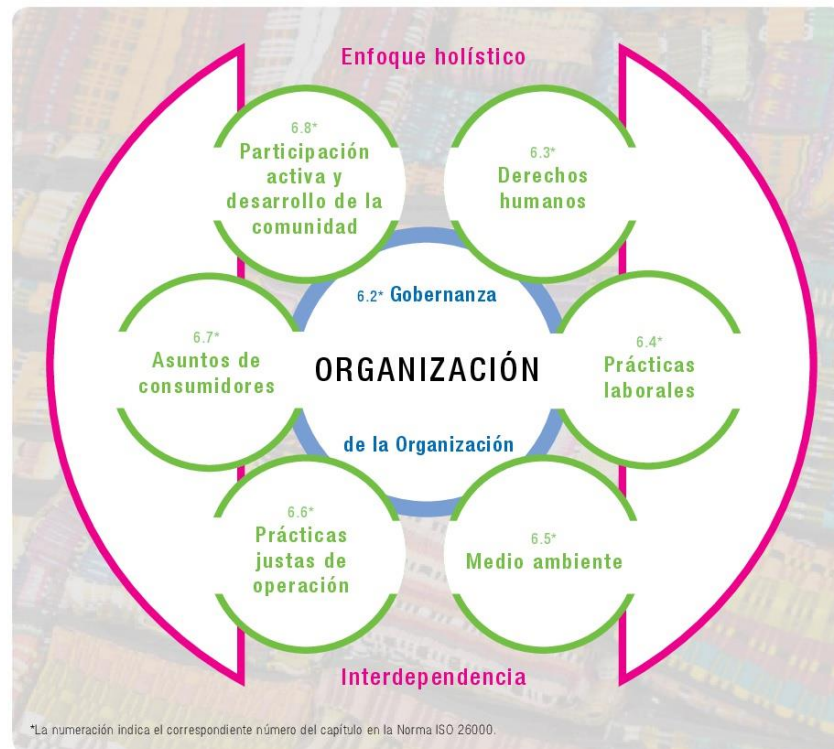 Enfoque holístico
6.8*
Participación
activa y
desarrollo de la
comunidad
6.3*
Derechos
humanos
6.2* Gobernanza
6.7*
Asuntos de
consumidores
ORGANIZACIÓN
6.4*
Prácticas
laborales
de la Organización
6.6*
Prácticas
justas de
operación
6.5*
Medio ambiente
Interdependencia
*La numeración indica el correspondiente número del capítulo en la Norma ISO 26000.